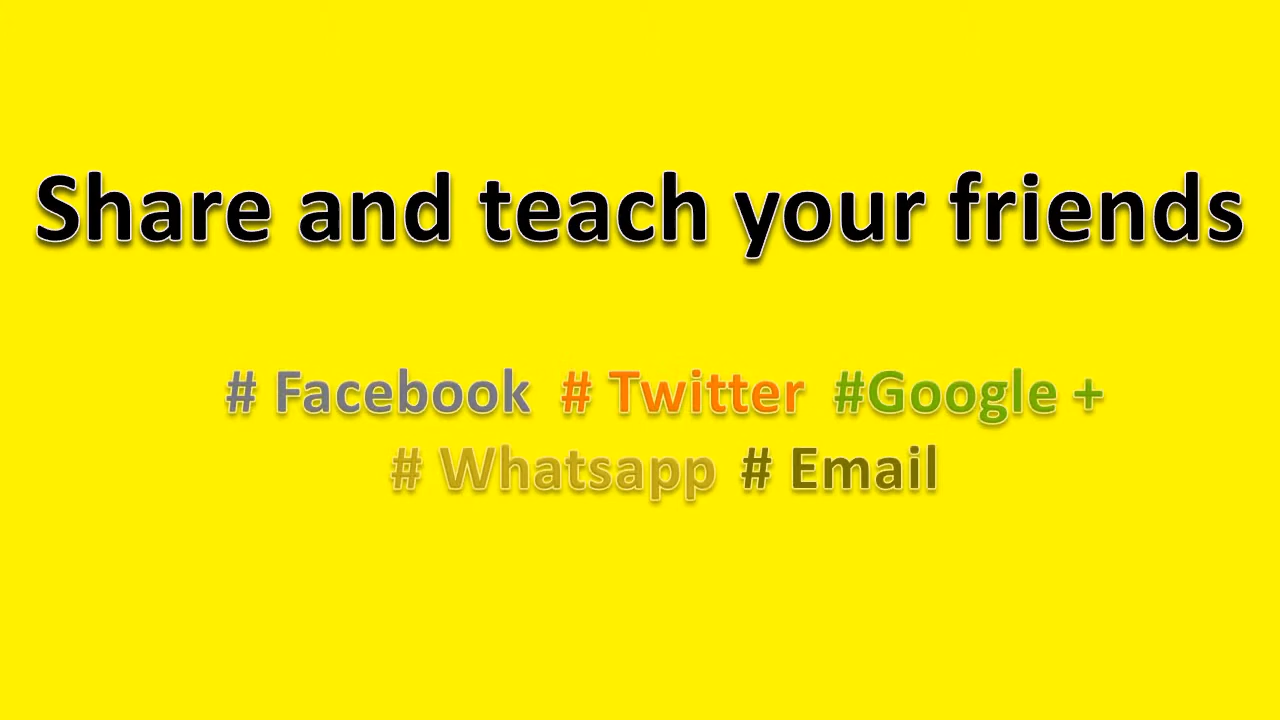 Share and teach your friends
# Facebook # Twitter #Google +
# Whatsapp # Email